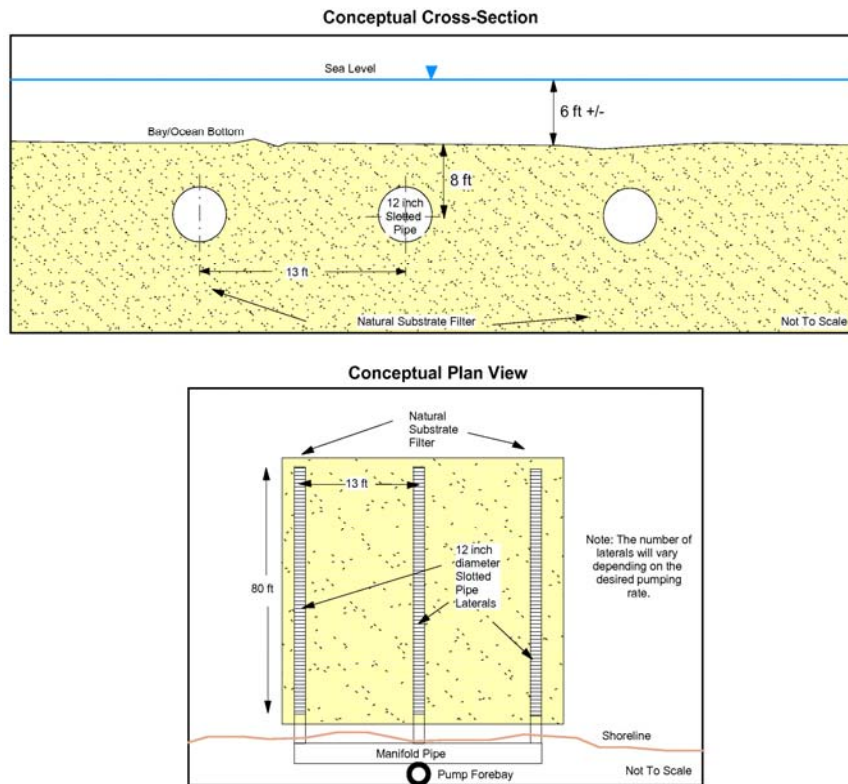 Conceptual Cross-Section
Sea Level
6 ft +/-
Bay/Ocean Bottom
8 ft
12 inch
Slotted
Pipe
13 ft
Natural Substrate Filter
Not To Scale
Conceptual Plan View
Natural
Substrate
Filter
13 ft
12 inch
diameter
Slotted
Pipe
Laterals
80 ft
Note: The number of
laterals will vary
depending on the
desired pumping
rate.
Shoreline
Manifold Pipe
Pump Forebay
Not To Scale